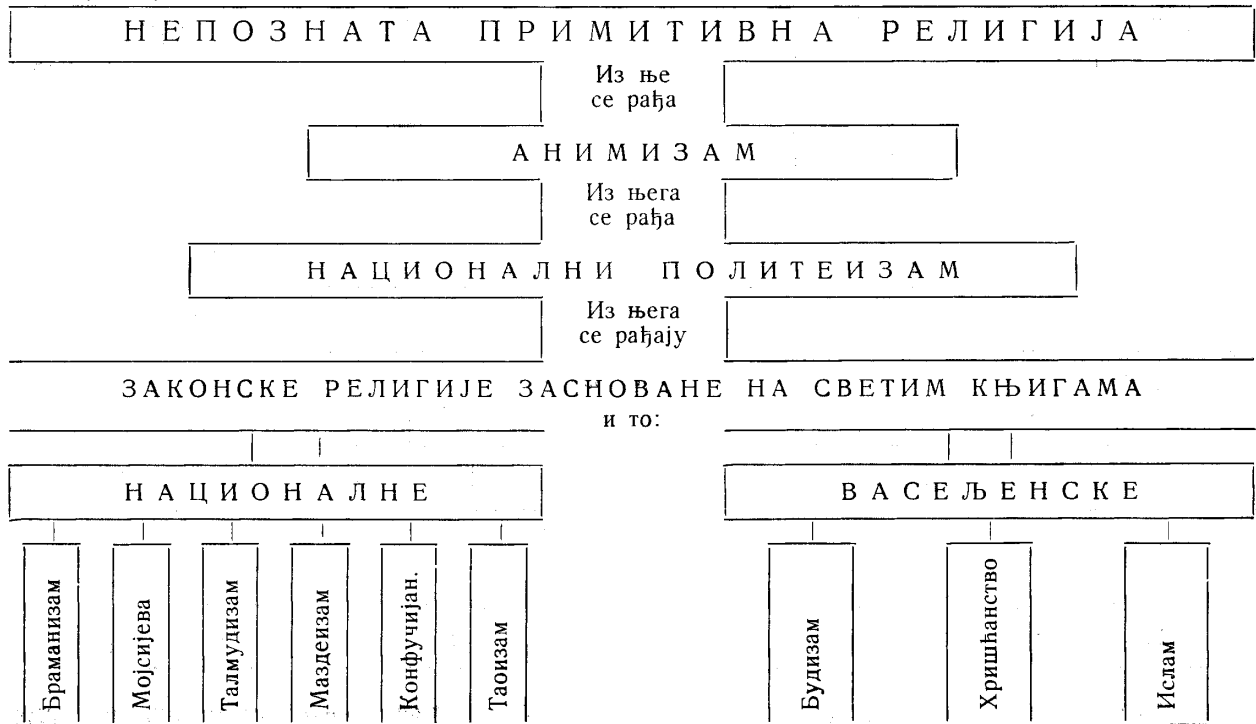 НЕПОЗНАТА ПРИМИТИВНА РЕЛИГИЈА
Из ње
се рађа
АНИМИЗАМ
Из њега
се рађа
НАЦИОНАЛНИ ПОЛИТЕИЗАМ
Из њега
се рађају
ЗАКОНСКЕ РЕЛИГИЈЕ ЗАСНОВАНЕ НА СВЕТИМ КЊИГАМА
и то:
НАЦИОНАЛНЕ
ВАСЕЉЕНСКЕ
Браманизам
Мојсијева
Талмудизам
Маздеизам
Конфучијан.
Таоизам
Будизам
Хришћанство
Ислам